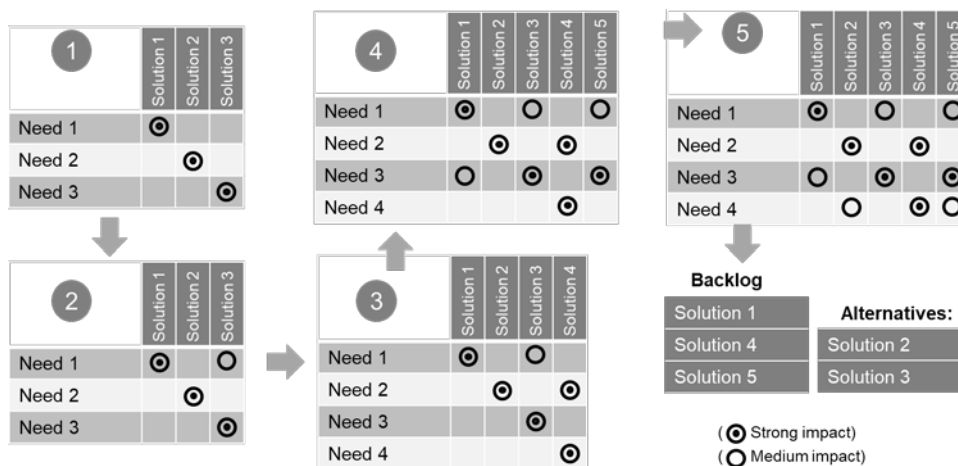 1
Solution 1
Solution 2
Solution 3
Need 1
Need 2
Need 3
2
Solution 1
Solution 2
Solution 3
Need 1
Need 2
Need 3
3
Solution 1
Solution 2
Solution 3
Solution 4
Need 1
Need 2
Need 3
Need 4
4
Solution 1
Solution 2
Solution 3
Solution 4
Solution 5
Need 1
Need 2
Need 3
Need 4
5
Solution 1
Solution 2
Solution 3
Solution 4
Solution 5
Need 1
Need 2
Need 3
Need 4
Backlog
Solution 1
Solution 4
Solution 5
Alternatives:
Solution 2
Solution 3
( Strong impact)
( Medium impact)